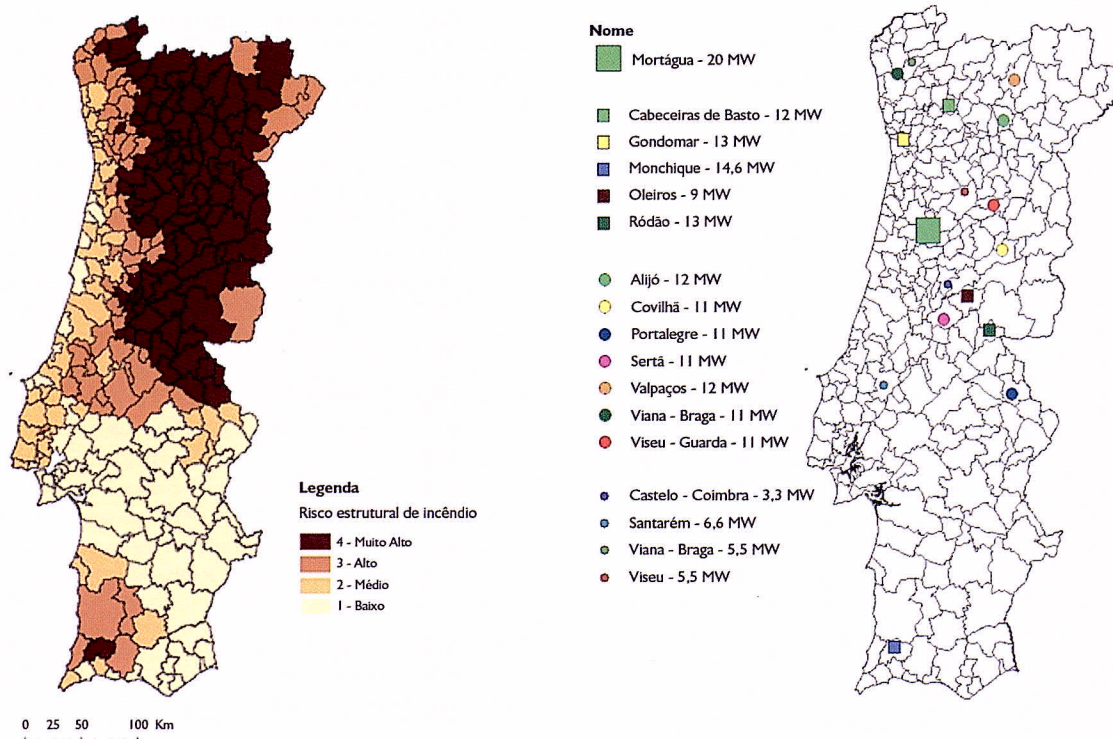 Legenda
Risco estrutural de incêndio
4 - Muito Alto
3 - Alto
2 - Médio
1 - Baixo
0 25 50 100 Km
Nome
Mortágua - 20 MW
Cabeceiras de Basto - 12 MW
Gondomar - 13 MW
Monchique - 14,6 MW
Oleiros - 9 MW
Ródão - 13 MW
Alijó - 12 MW
Covilhã - 11 MW
Portalegre - 11 MW
Sertã - 11 MW
Valpaços - 12 MW
Viana - Braga - 11 MW
Viseu - Guarda - 11 MW
Castelo - Coimbra - 3,3 MW
Santarém - 6,6 MW
Viana - Braga - 5,5 MW
Viseu - 5,5 MW